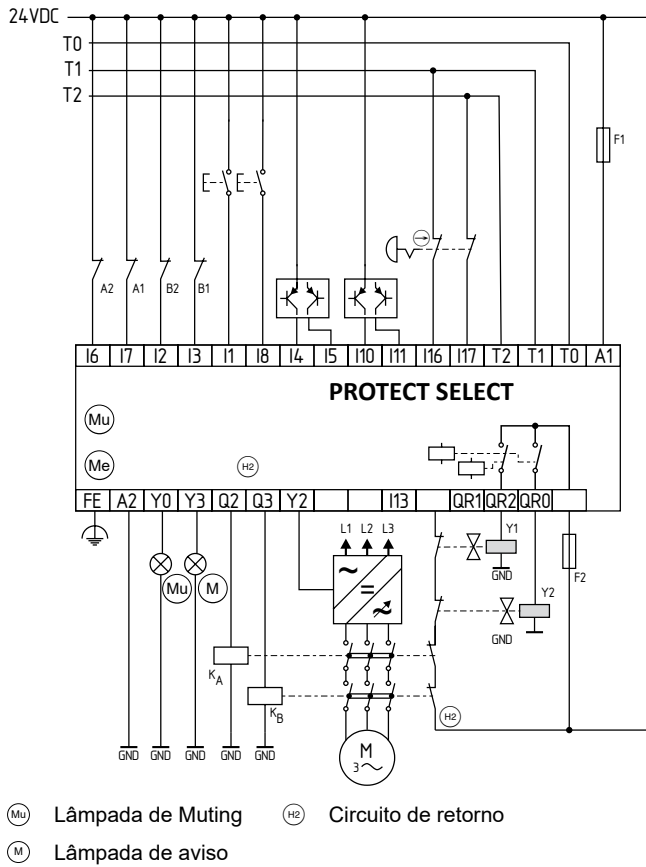 24VDC
T0
T1
T2
F1
A2 A1 B2 B1
I6 I7 I2 I3 I1 I8 I4 I5 I10 I11 I16 I17 T2 T1 T0 A1
PROTECT SELECT
Mu
Me H2
FE A2 Y0 Y3 Q2 Q3 Y2 I13 QR1 QR2 QR0
L1 L2 L3
Y1
GND
F2
Mu M
Y2
GND
KA
KB
H2
M
3~
GND GND GND GND GND
Mu Lâmpada de Muting H2 Circuito de retorno
M Lâmpada de aviso